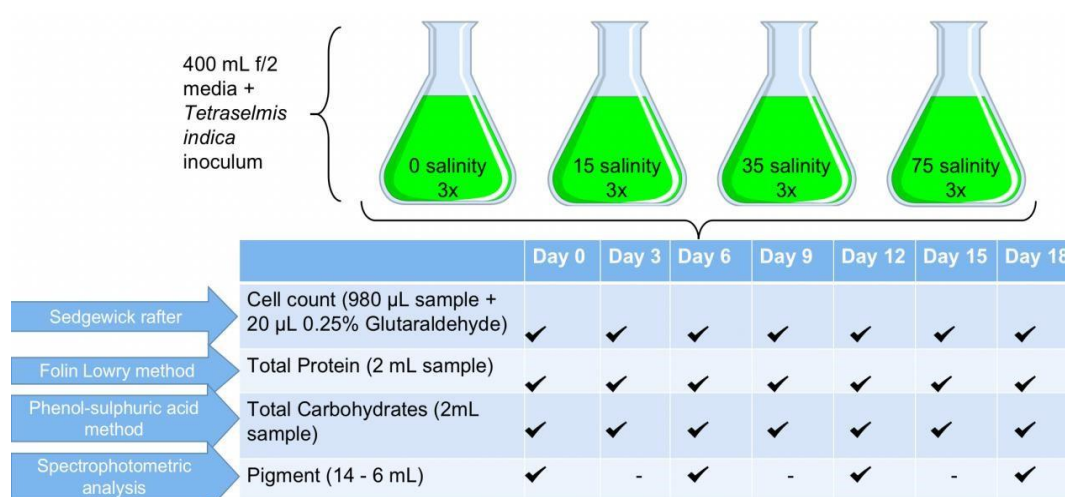 400 mL f/2
media +
Tetraselmis
indica
inoculum
0 salinity
3x
15 salinity
3x
35 salinity
3x
75 salinity
3x
Day 0 Day 3 Day 6 Day 9 Day 12 Day 15 Day 18
Sedgewick rafter
Cell count (980 µL sample +
20 µL 0.25% Glutaraldehyde)
✔ ✔ ✔ ✔ ✔ ✔ ✔
Folin Lowry method
Total Protein (2 mL sample)
✔ ✔ ✔ ✔ ✔ ✔ ✔
Phenol-sulphuric acid
method
Total Carbohydrates (2mL
sample)
✔ ✔ ✔ ✔ ✔ ✔ ✔
Spectrophotometric
analysis
Pigment (14 - 6 mL)
✔ - ✔ - ✔ - ✔